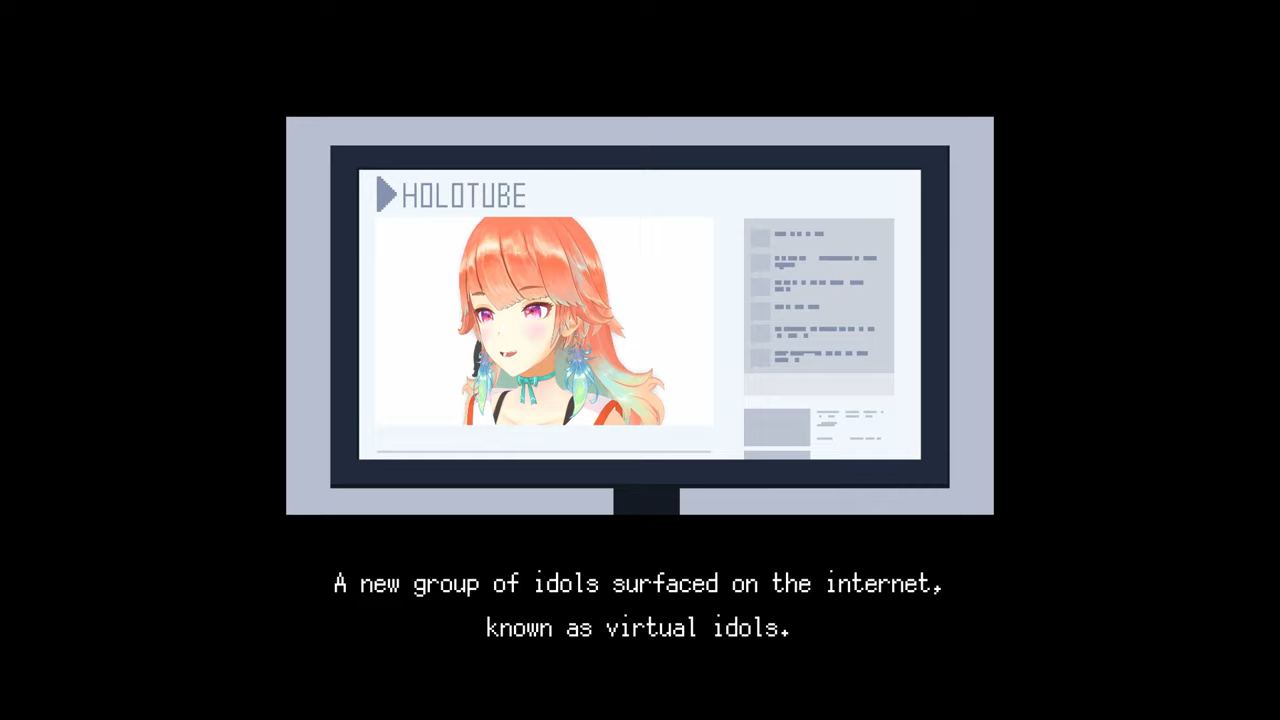 HOLOTUBE
A new group of idols surfaced on the internet,
known as virtual idols.